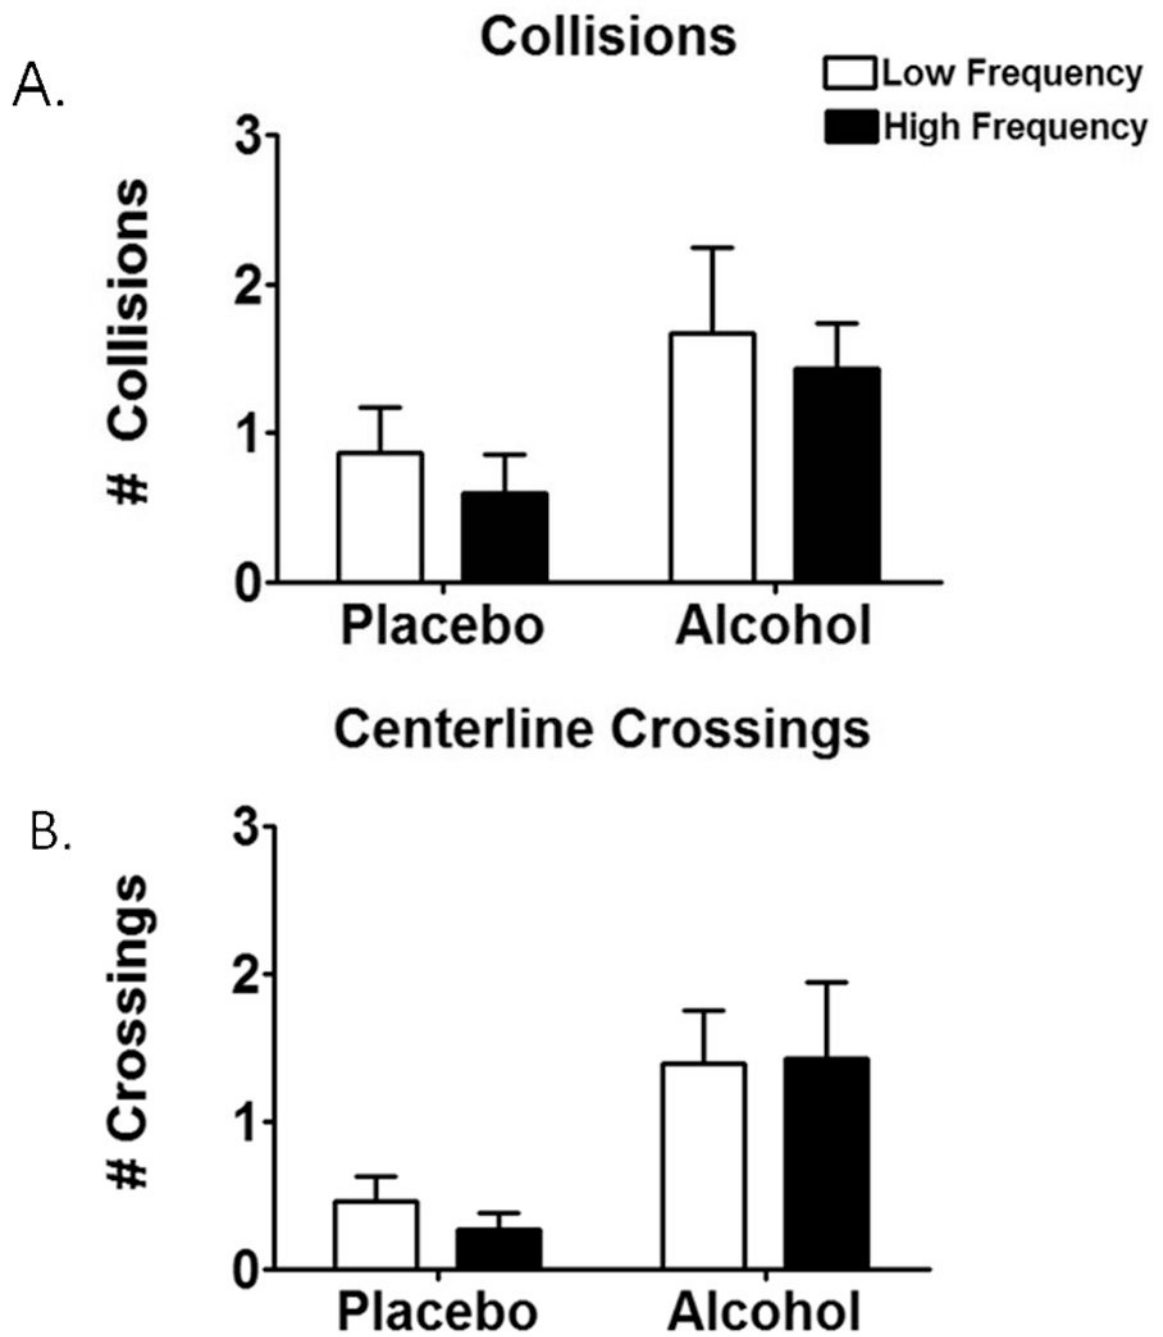 Collisions
A.
Low Frequency
High Frequency
3
2
1
0
# Collisions
Placebo
Alcohol
Centerline Crossings
B.
3
2
1
0
# Crossings
Placebo
Alcohol